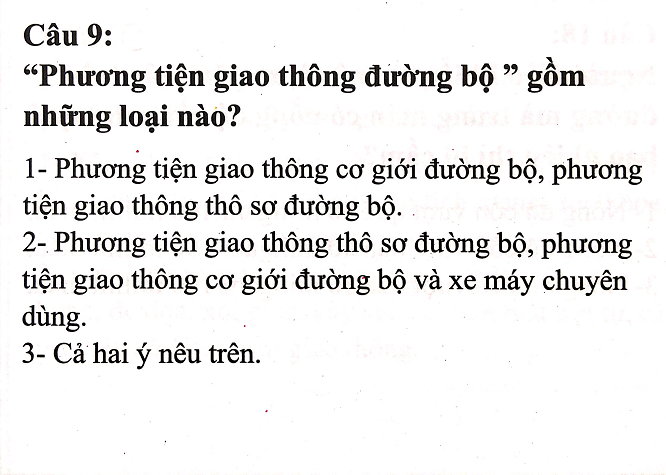 Câu 9:
“Phương tiện giao thông đường bộ ” gồm
những loại nào?
1- Phương tiện giao thông cơ giới đường bộ, phương
tiện giao thông thô sơ đường bộ.
2- Phương tiện giao thông thô sơ đường bộ, phương
tiện giao thông cơ giới đường bộ và xe máy chuyên
dùng.
3- Cả hai ý nêu trên.